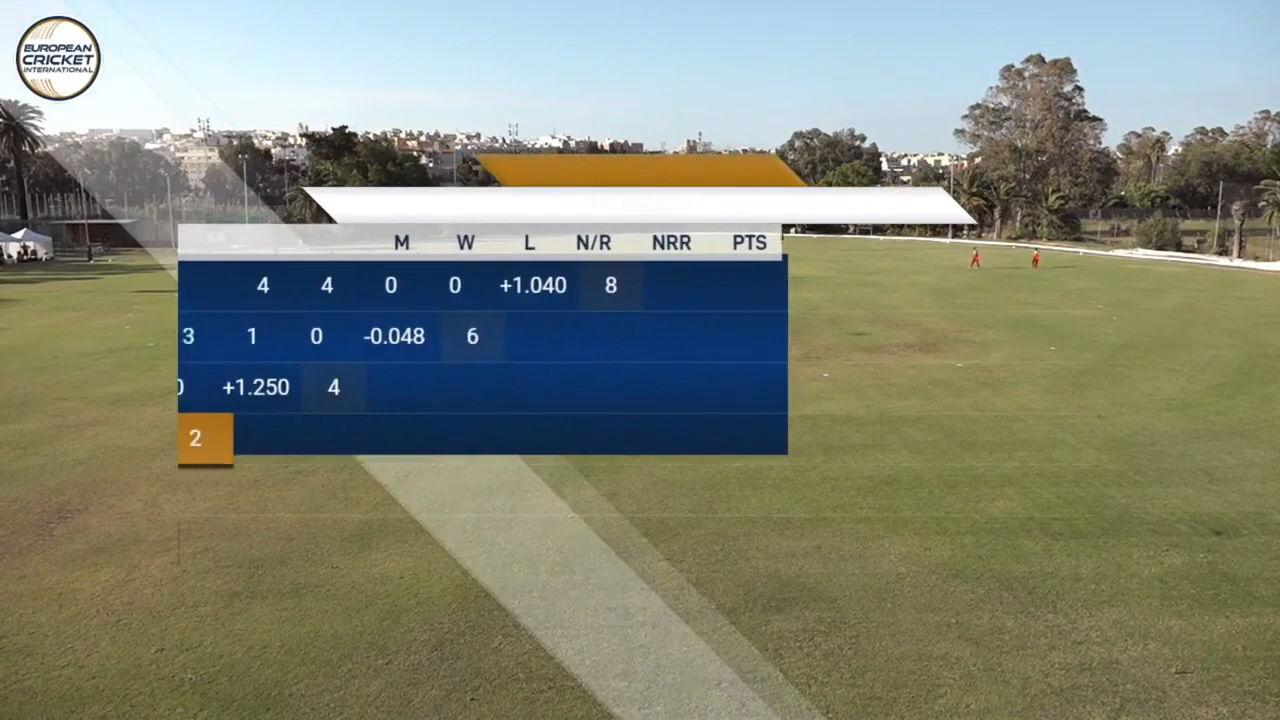 EUROPEAN
CRICKET
INTERNATIONAL
M W L N/R NRR PTS
4 4 0 0 +1.040 8
3 1 0 -0.048 6
+1.250 4
2